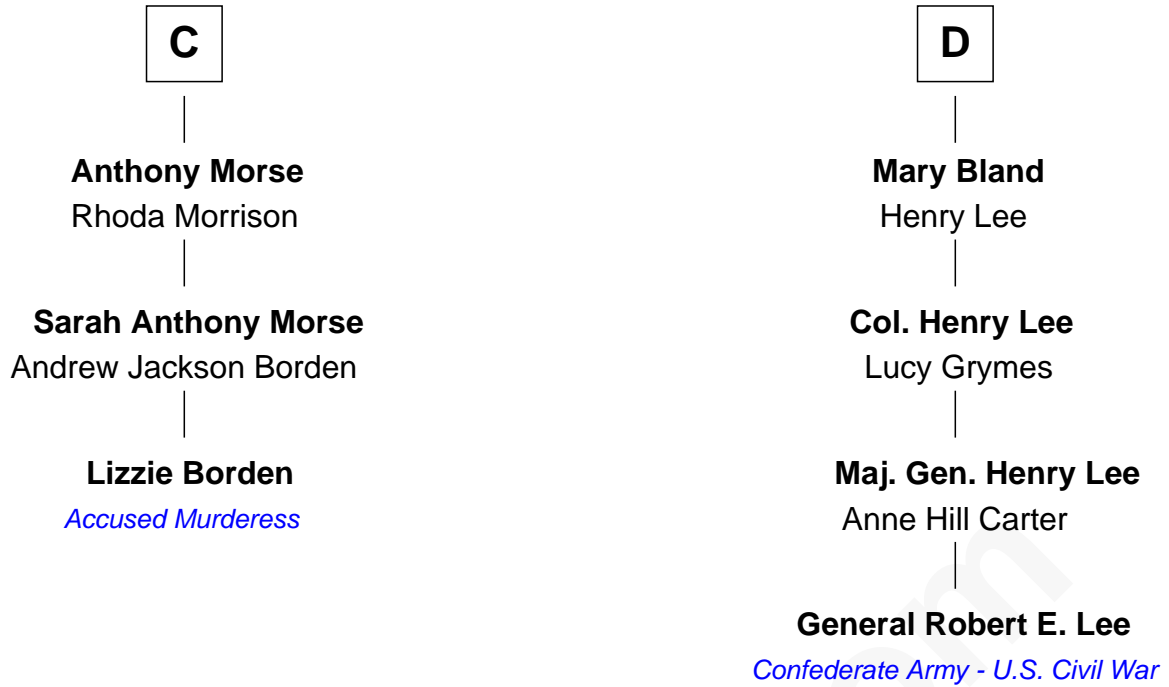 C
Anthony Morse
Rhoda Morrison
Sarah Anthony Morse
Andrew Jackson Borden
Lizzie Borden
Accused Murderess
D
Mary Bland
Henry Lee
Col. Henry Lee
Lucy Grymes
Maj. Gen. Henry Lee
Anne Hill Carter
General Robert E. Lee
Confederate Army - U.S. Civil War